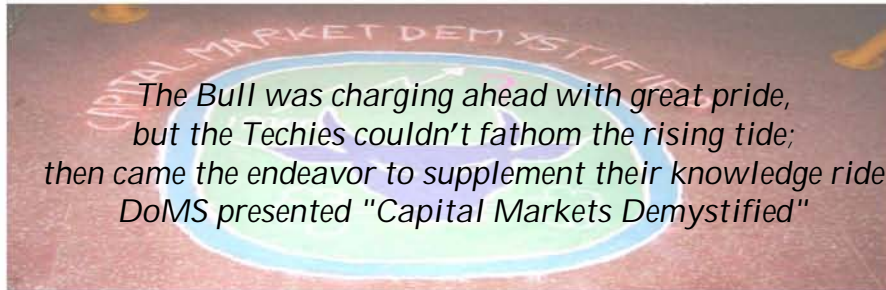 CAPITAL MARKET DEMYSTIFIED
The Bull was charging ahead with great pride,
but the Techies couldn't fathom the rising tide;
then came the endeavor to supplement their knowledge ride
DoMS presented "Capital Markets Demystified"